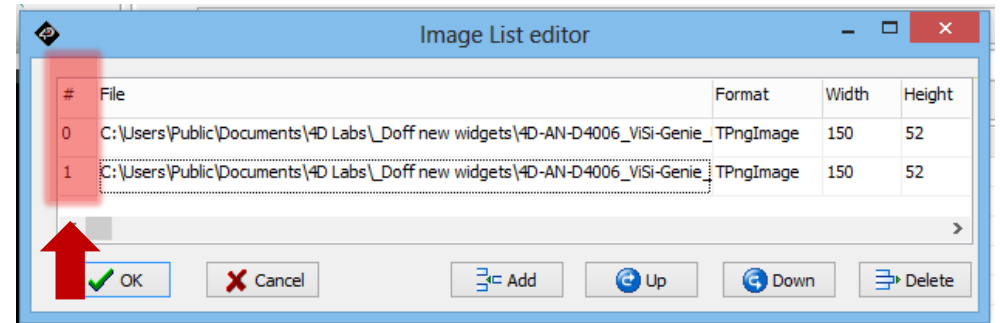 Image List editor
# File Format Width Height
0 C:\Users\Public\Documents\4D Labs\_Doff new widgets\4D-AN-D4006_ViSi-Genie_ TPngImage 150 52
1 C:\Users\Public\Documents\4D Labs\_Doff new widgets\4D-AN-D4006_ViSi-Genie_ TPngImage 150 52
OK Cancel Add Up Down Delete